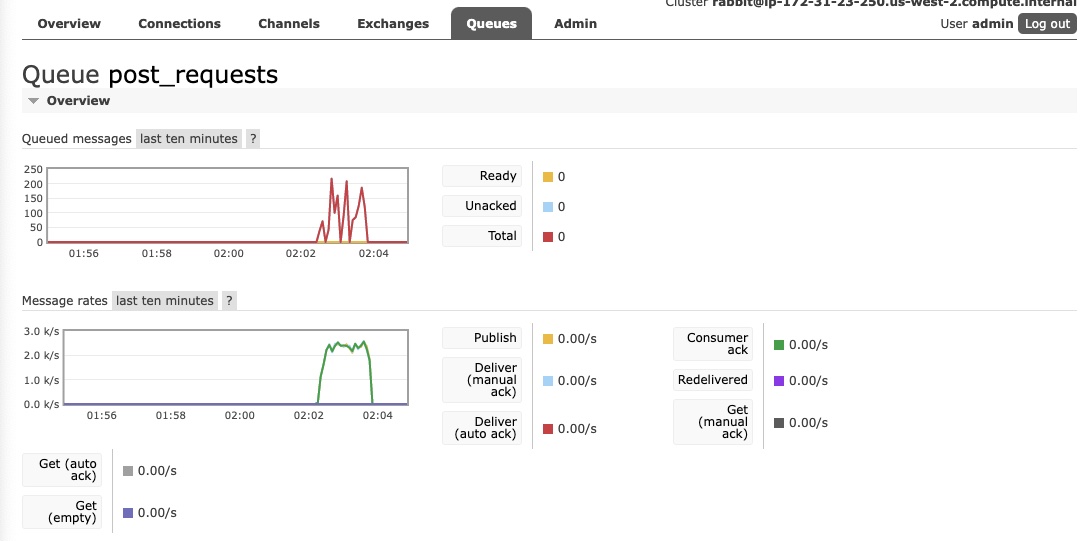 Cluster rabbit@ip-172-31-23-250.us-west-2.compute.internal
Overview Connections Channels Exchanges Queues Admin User admin Log out
Queue post_requests
Overview
Queued messages last ten minutes ?
250
200
150
100
50
0
01:56 01:58 02:00 02:02 02:04
Ready 0
Unacked 0
Total 0
Message rates last ten minutes ?
3.0 k/s
2.0 k/s
1.0 k/s
0.0 k/s
01:56 01:58 02:00 02:02 02:04
Publish 0.00/s
Deliver
(manual
ack) 0.00/s
Deliver
(auto ack) 0.00/s
Consumer
ack 0.00/s
Redelivered 0.00/s
Get
(manual
ack) 0.00/s
Get (auto
ack) 0.00/s
Get
(empty) 0.00/s